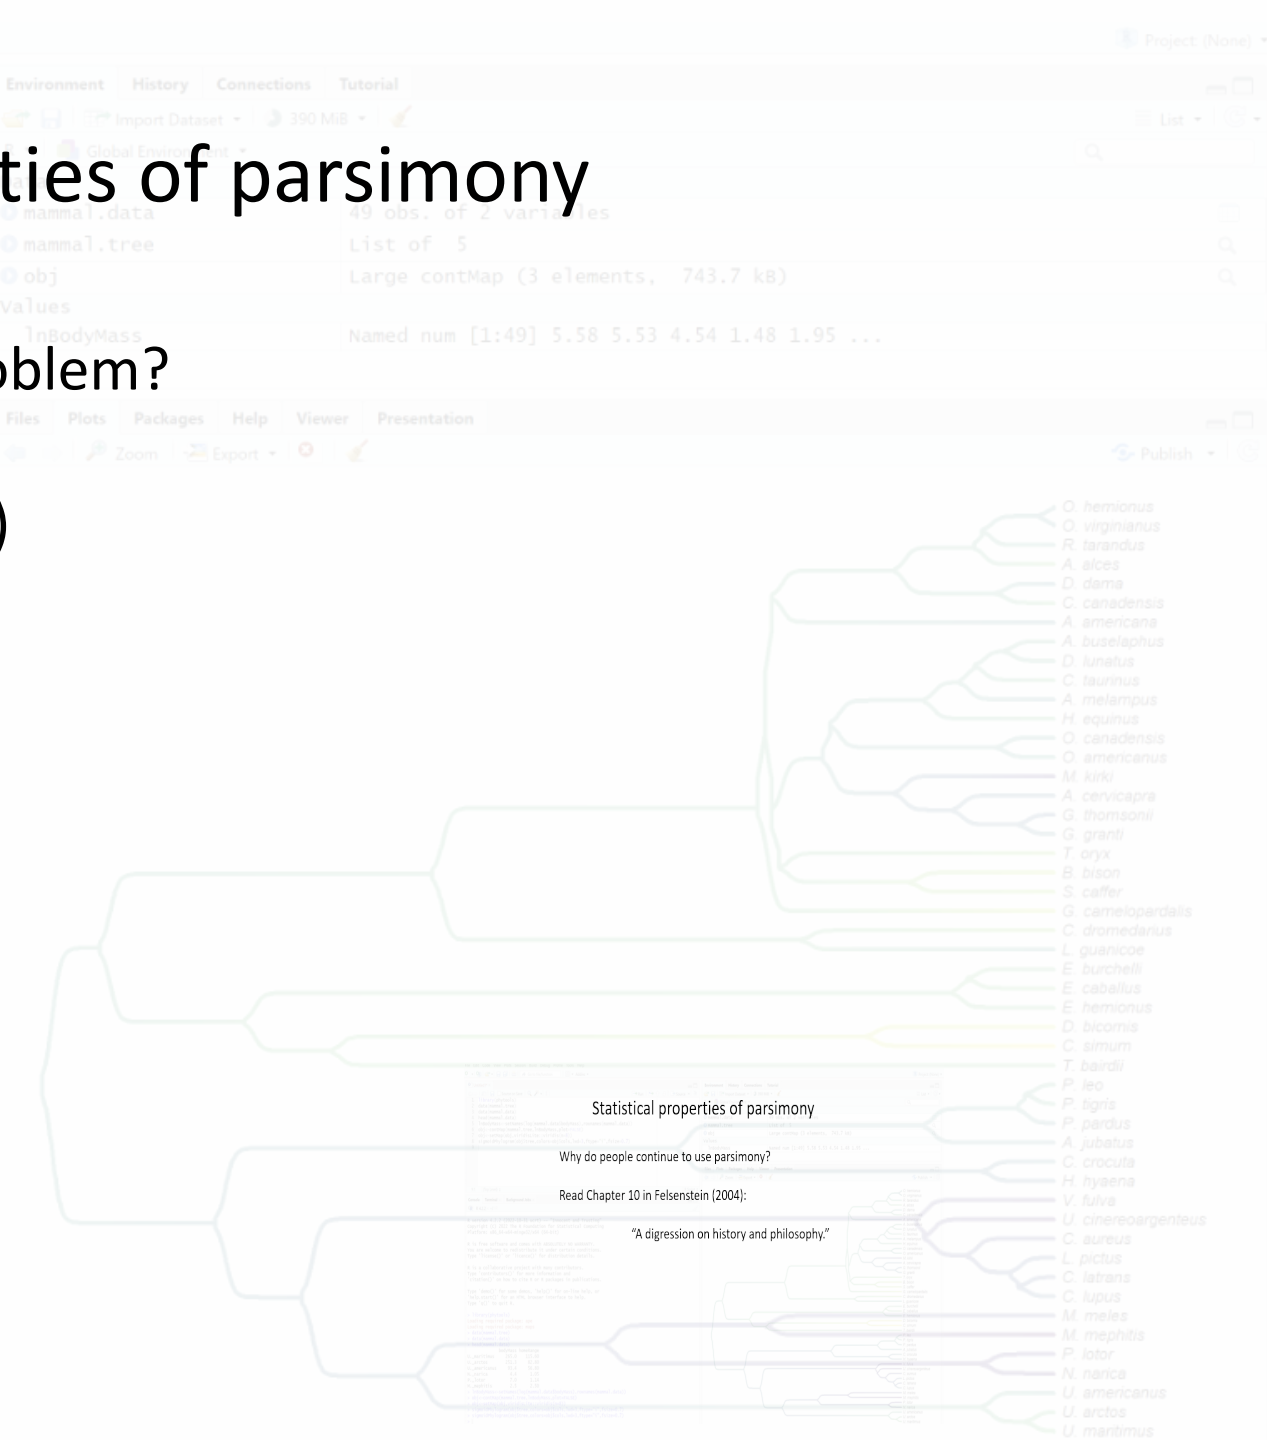 Project: (None)
Environment History Connections Tutorial
Import Dataset 390 MiB List
Global Environment
ties of parsimony
mammal.data 49 obs. of 2 variables
mammal.tree List of 5
obj Large contMap (3 elements, 743.7 kB)
Values
lnBodyMass Named num [1:49] 5.58 5.53 4.54 1.48 1.95 ...
oblem?
Files Plots Packages Help Viewer Presentation
Zoom Export Publish
)
O. hemionus
O. virginianus
R. tarandus
A. alces
D. dama
C. canadensis
A. americana
A. buselaphus
D. lunatus
C. taurinus
A. melampus
H. equinus
O. canadensis
O. americanus
M. kirki
A. cervicapra
G. thomsonii
G. granti
T. oryx
B. bison
S. caffer
G. camelopardalis
C. dromedarius
L. guanicoe
E. burchelli
E. caballus
E. hemionus
D. bicornis
C. simum
T. bairdii
P. leo
P. tigris
P. pardus
A. jubatus
C. crocuta
H. hyaena
V. fulva
U. cinereoargenteus
C. aureus
L. pictus
C. latrans
C. lupus
M. meles
M. mephitis
P. lotor
N. narica
U. americanus
U. arctos
U. maritimus
Statistical properties of parsimony
Why do people continue to use parsimony?
Read Chapter 10 in Felsenstein (2004):
“A digression on history and philosophy.”